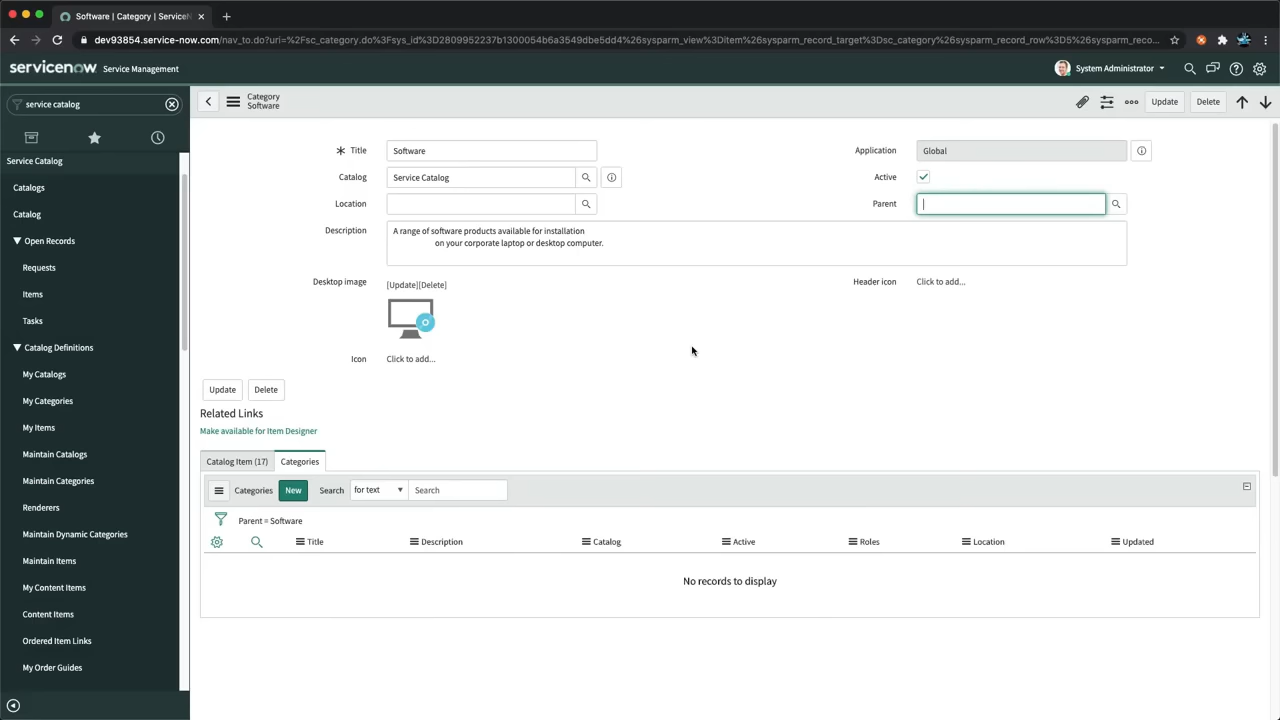 Software | Category | ServiceN
dev93854.service-now.com/nav_to.do?uri=%2Fsc_category.do%3Fsys_id%3D2809952237b1300054b6a3549dbe5dd4%26sysparm_view%3Ditem%26sysparm_record_target%3Dsc_category%26sysparm_record_row%3D5%26sysparm_reco...
servicenow Service Management
System Administrator
service catalog
Category
Software
Update Delete
Service Catalog
Catalogs
Catalog
Open Records
Requests
Items
Tasks
Catalog Definitions
My Catalogs
My Categories
My Items
Maintain Catalogs
Maintain Categories
Renderers
Maintain Dynamic Categories
Maintain Items
My Content Items
Content Items
Ordered Item Links
My Order Guides
Title Software
Application Global
Catalog Service Catalog
Active
Location
Parent
Description A range of software products available for installation
on your corporate laptop or desktop computer.
Desktop image [Update][Delete]
Header icon Click to add...
Icon Click to add...
Update Delete
Related Links
Make available for Item Designer
Catalog Item (17) Categories
Categories New Search for text Search
Parent = Software
Title Description Catalog Active Roles Location Updated
No records to display